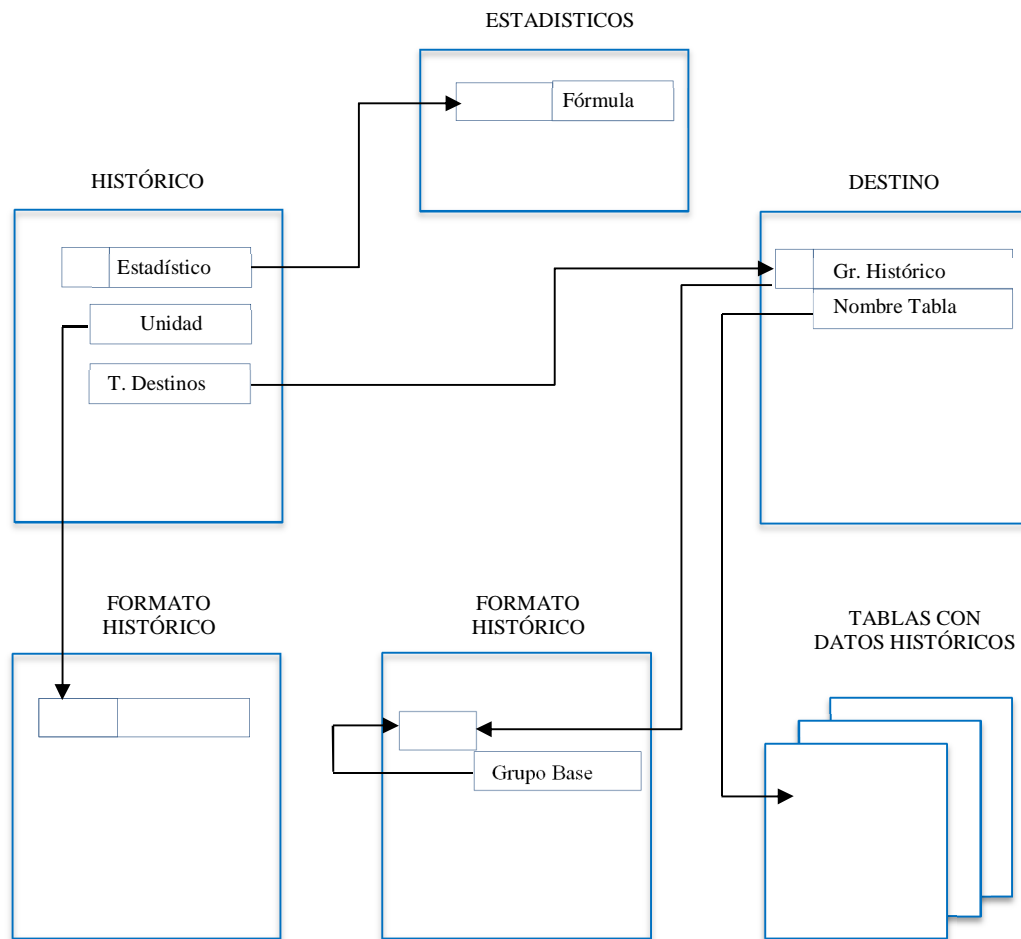 ESTADISTICOS
Fórmula
HISTÓRICO
Estadístico
Unidad
T. Destinos
DESTINO
Gr. Histórico
Nombre Tabla
FORMATO
HISTÓRICO
FORMATO
HISTÓRICO
Grupo Base
TABLAS CON
DATOS HISTÓRICOS